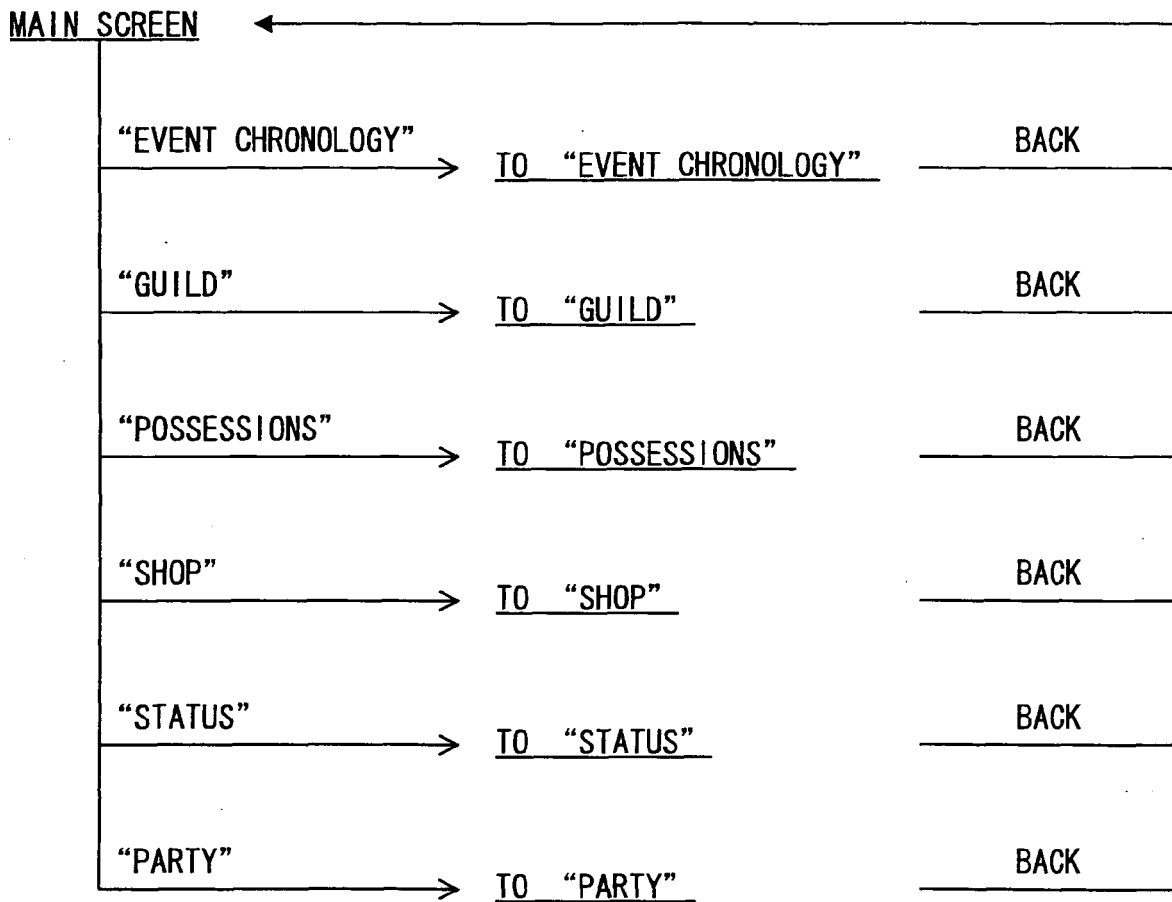 MAIN SCREEN
“EVENT CHRONOLOGY” TO “EVENT CHRONOLOGY” BACK
“GUILD” TO “GUILD” BACK
“POSSESSIONS” TO “POSSESSIONS” BACK
“SHOP” TO “SHOP” BACK
“STATUS” TO “STATUS” BACK
“PARTY” TO “PARTY” BACK